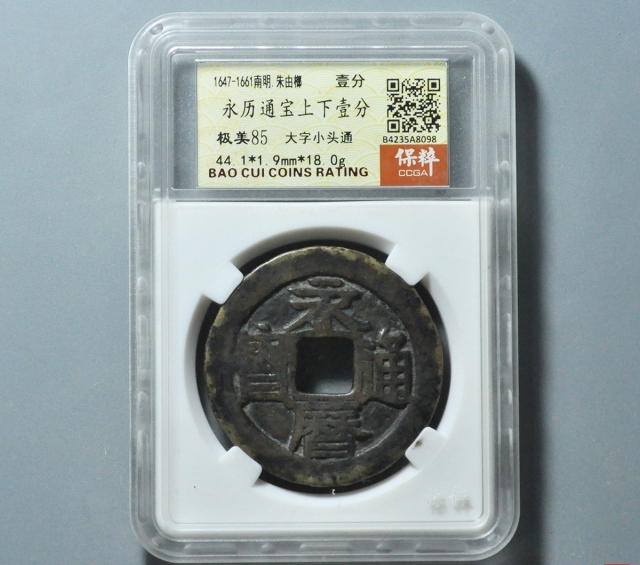 1647-1661南明.朱由榔 壹分
永历通宝上下壹分
极美85 大字小头通
44.1*1.9mm*18.0g
BAO CUI COINS RATING
B4235A8098
保粹
CCGA
永
通
曆